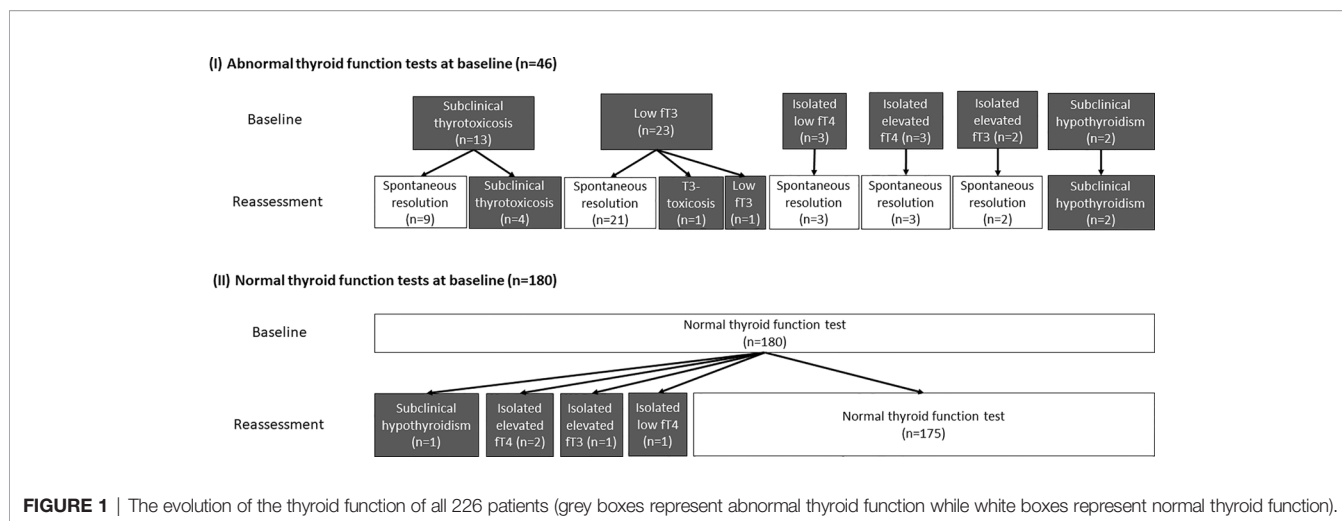 (I) Abnormal thyroid function tests at baseline (n=46)
Baseline
Subclinical
thyrotoxicosis
(n=13)
Low fT3
(n=23)
Isolated
low fT4
(n=3)
Isolated
elevated
fT4 (n=3)
Isolated
elevated
fT3 (n=2)
Subclinical
hypothyroidism
(n=2)
Reassessment
Spontaneous
resolution
(n=9)
Subclinical
thyrotoxicosis
(n=4)
Spontaneous
resolution
(n=21)
T3-
toxicosis
(n=1)
Low
fT3
(n=1)
Spontaneous
resolution
(n=3)
Spontaneous
resolution
(n=3)
Spontaneous
resolution
(n=2)
Subclinical
hypothyroidism
(n=2)
(II) Normal thyroid function tests at baseline (n=180)
Baseline
Normal thyroid function test
(n=180)
Reassessment
Subclinical
hypothyroidism
(n=1)
Isolated
elevated
fT4 (n=2)
Isolated
elevated
fT3 (n=1)
Isolated
low fT4
(n=1)
Normal thyroid function test
(n=175)
FIGURE 1 | The evolution of the thyroid function of all 226 patients (grey boxes represent abnormal thyroid function while white boxes represent normal thyroid function).